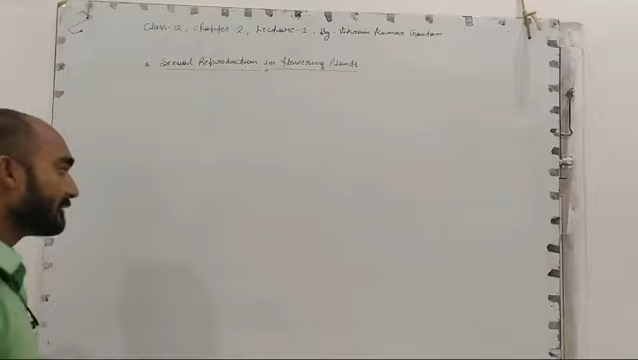 Class-12, Chapter 2, Lecture-1. By- Vikram Kumar Gautam
* Sexual Reproduction in flowering Plants